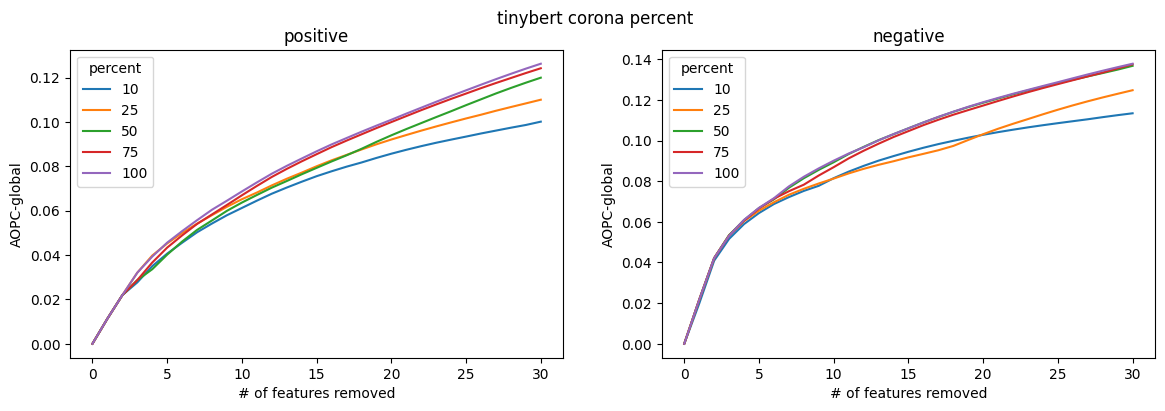 tinybert corona percent
positive
AOPC-global
0.12
0.10
0.08
0.06
0.04
0.02
0.00
percent
10
25
50
75
100
0 5 10 15 20 25 30
# of features removed
negative
AOPC-global
0.14
0.12
0.10
0.08
0.06
0.04
0.02
0.00
percent
10
25
50
75
100
0 5 10 15 20 25 30
# of features removed